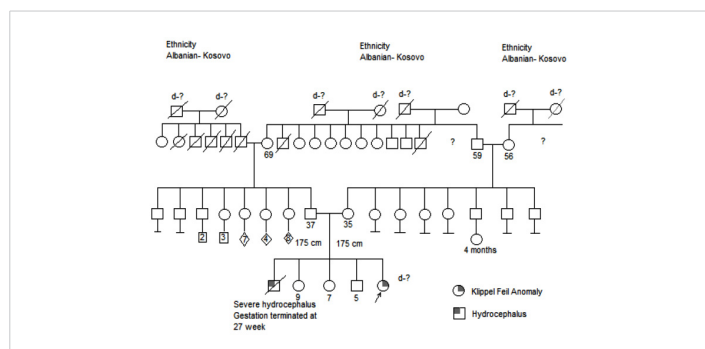 Ethnicity
Albanian- Kosovo
Ethnicity
Albanian- Kosovo
Ethnicity
Albanian- Kosovo
d-?
d-?
d-?
d-?
d-?
d-?
69
?
59
56
?
2
3
7
4
8
37
35
175 cm
175 cm
4 months
d-?
9
7
5
Severe hydrocephalus
Gestation terminated at
27 week
Klippel Feil Anomaly
Hydrocephalus